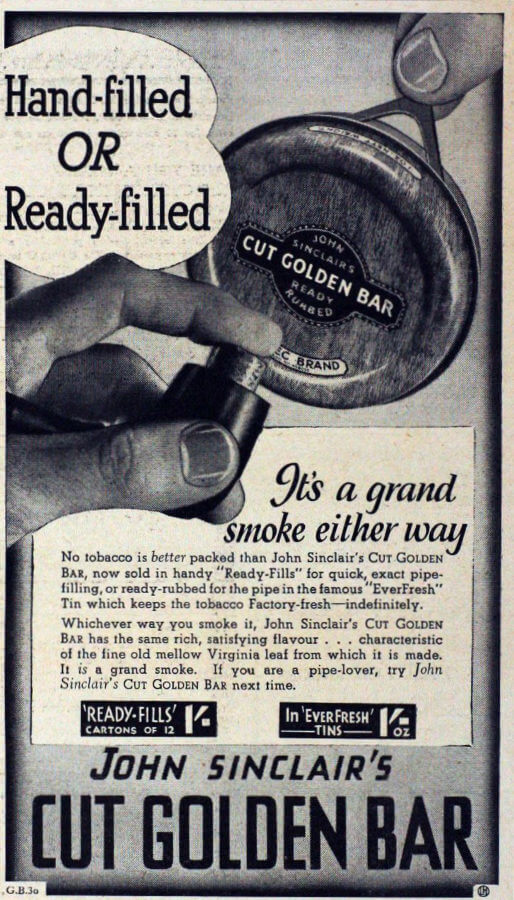 Hand-filled
OR
Ready-filled
JOHN
SINCLAIR'S
CUT GOLDEN BAR
READY
RUBBED
EC BRAND
It's a grand
smoke either way
No tobacco is better packed than John Sinclair's CUT GOLDEN
BAR, now sold in handy "Ready-Fills" for quick, exact pipe-
filling, or ready-rubbed for the pipe in the famous "EverFresh"
Tin which keeps the tobacco Factory-fresh—indefinitely.
Whichever way you smoke it, John Sinclair's CUT GOLDEN
BAR has the same rich, satisfying flavour . . . characteristic
of the fine old mellow Virginia leaf from which it is made.
It is a grand smoke. If you are a pipe-lover, try John
Sinclair's CUT GOLDEN BAR next time.
'READY-FILLS' 1/-
CARTONS OF 12
In 'EVERFRESH' 1/-
TINS OZ
JOHN SINCLAIR'S
CUT GOLDEN BAR
G.B.30